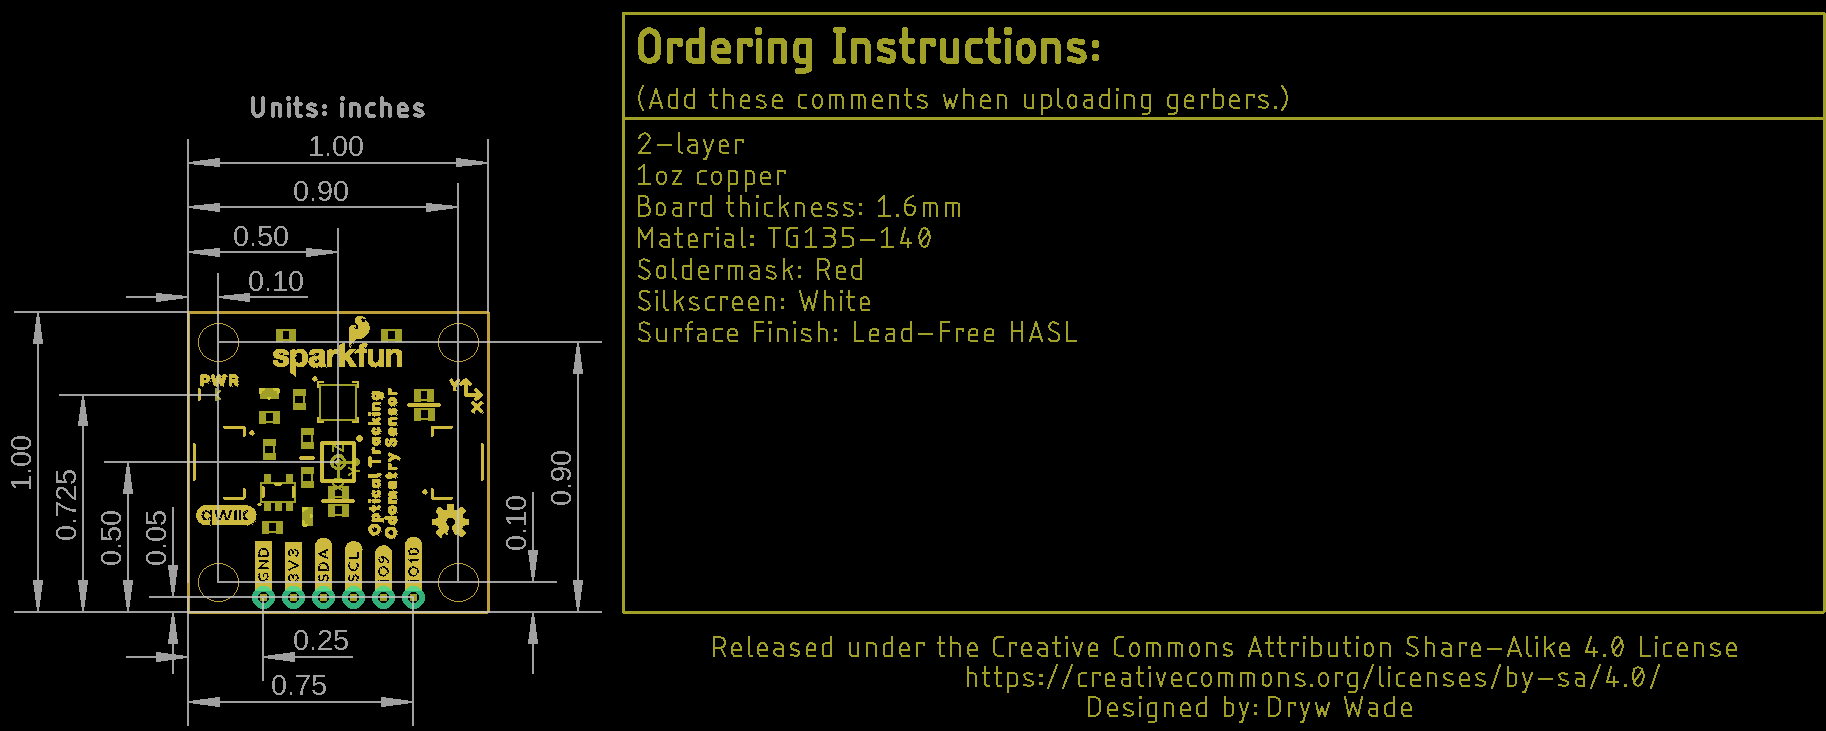 Ordering Instructions:
(Add these comments when uploading gerbers.)
2-layer
1oz copper
Board thickness: 1.6mm
Material: TG135-140
Soldermask: Red
Silkscreen: White
Surface Finish: Lead-Free HASL
Units: inches
1.00
0.90
0.50
0.10
1.00
0.725
0.50
0.05
0.90
0.10
0.25
0.75
sparkfun
PWR
Y
X
Optical Tracking
Odometry Sensor
QWIIC
GND
3V3
SDA
SCL
IO9
IO10
Released under the Creative Commons Attribution Share-Alike 4.0 License
https://creativecommons.org/licenses/by-sa/4.0/
Designed by: Dryw Wade